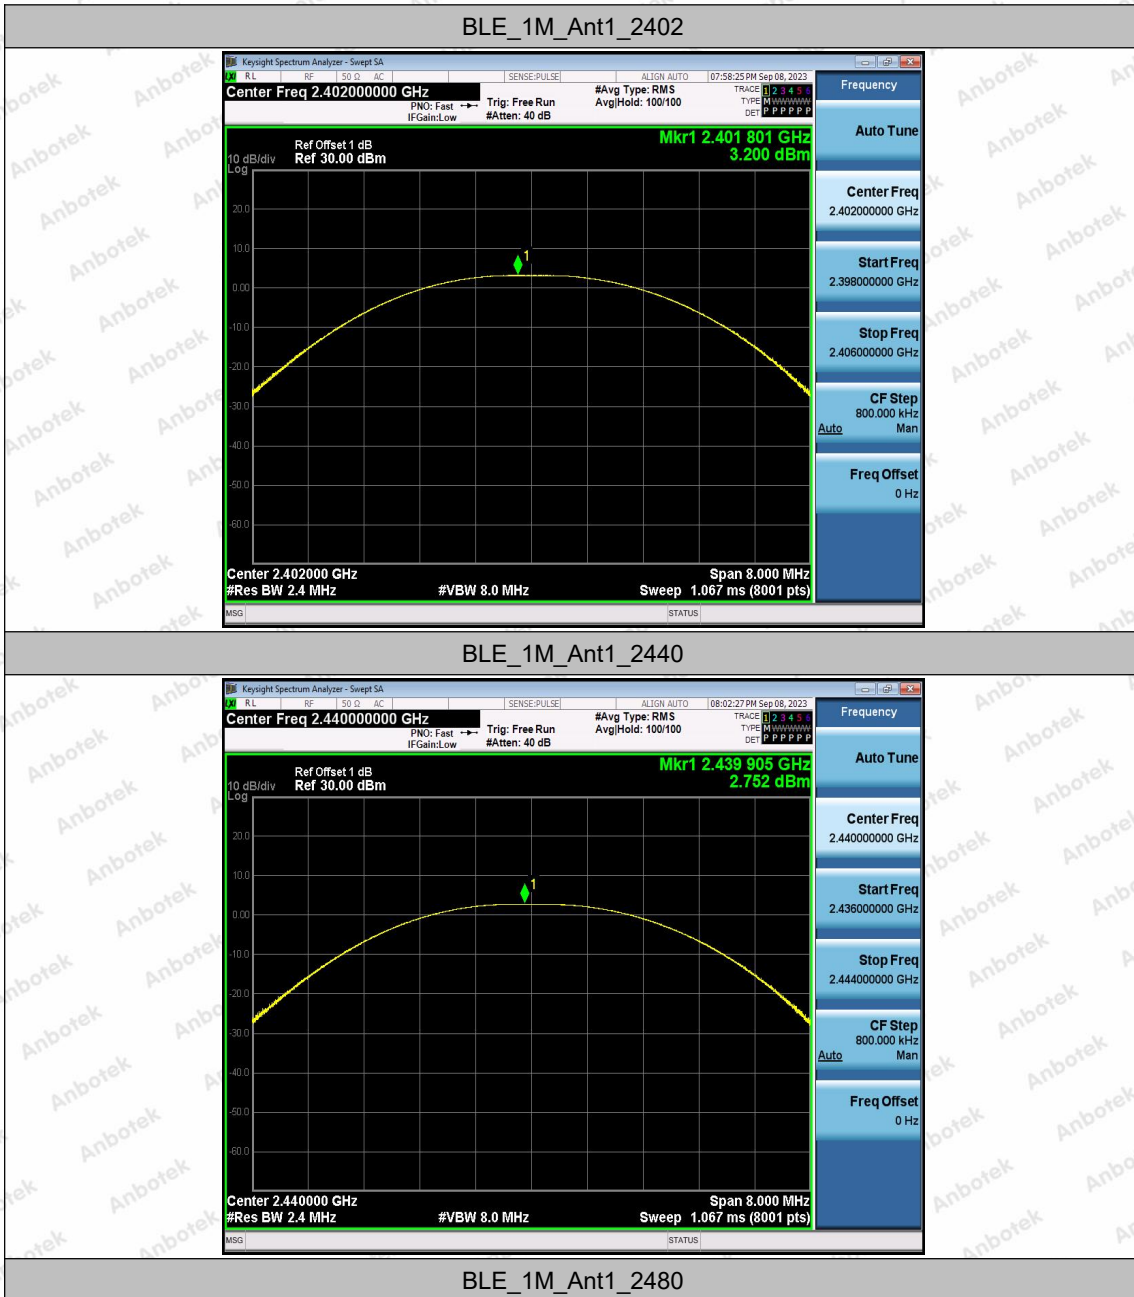 BLE_1M_Ant1_2402
Keysight Spectrum Analyzer - Swept SA
RL RF 50 Ω AC SENSE:PULSE ALIGN AUTO 07:58:25 PM Sep 08, 2023
Center Freq 2.402000000 GHz
PNO: Fast
IFGain:Low
Trig: Free Run
#Atten: 40 dB
#Avg Type: RMS
Avg|Hold: 100/100
TRACE 1 2 3 4 5 6
TYPE M WWWWW
DET P P P P P P
Frequency
Auto Tune
Center Freq
2.402000000 GHz
Start Freq
2.398000000 GHz
Stop Freq
2.406000000 GHz
CF Step
800.000 kHz
Auto Man
Freq Offset
0 Hz
Mkr1 2.401 801 GHz
3.200 dBm
Ref Offset 1 dB
10 dB/div Ref 30.00 dBm
Log
20.0
10.0
1
0.00
-10.0
-20.0
-30.0
-40.0
-50.0
-60.0
Center 2.402000 GHz Span 8.000 MHz
#Res BW 2.4 MHz #VBW 8.0 MHz Sweep 1.067 ms (8001 pts)
MSG STATUS
BLE_1M_Ant1_2440
Keysight Spectrum Analyzer - Swept SA
RL RF 50 Ω AC SENSE:PULSE ALIGN AUTO 08:02:27 PM Sep 08, 2023
Center Freq 2.440000000 GHz
PNO: Fast
IFGain:Low
Trig: Free Run
#Atten: 40 dB
#Avg Type: RMS
Avg|Hold: 100/100
TRACE 1 2 3 4 5 6
TYPE M WWWWW
DET P P P P P P
Frequency
Auto Tune
Center Freq
2.440000000 GHz
Start Freq
2.436000000 GHz
Stop Freq
2.444000000 GHz
CF Step
800.000 kHz
Auto Man
Freq Offset
0 Hz
Mkr1 2.439 905 GHz
2.752 dBm
Ref Offset 1 dB
10 dB/div Ref 30.00 dBm
Log
20.0
10.0
1
0.00
-10.0
-20.0
-30.0
-40.0
-50.0
-60.0
Center 2.440000 GHz Span 8.000 MHz
#Res BW 2.4 MHz #VBW 8.0 MHz Sweep 1.067 ms (8001 pts)
MSG STATUS
BLE_1M_Ant1_2480
Anbotek